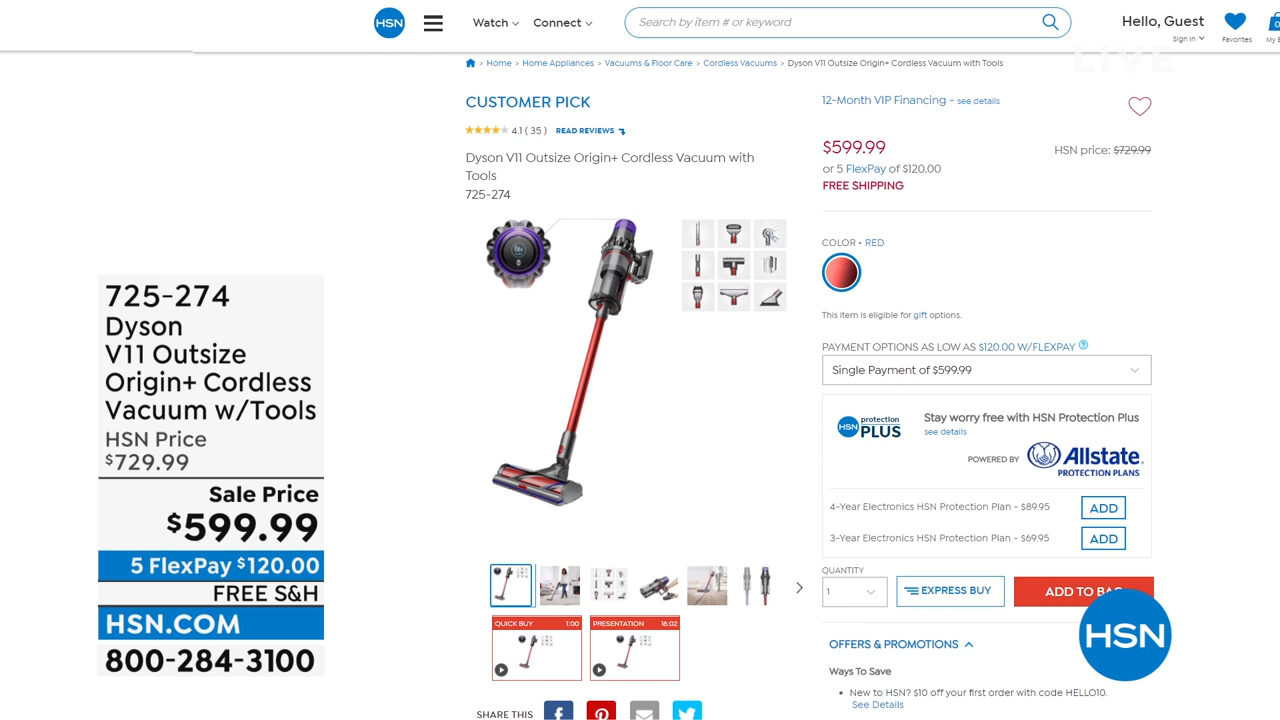 HSN
Watch
Connect
Search by item # or keyword
Hello, Guest
Sign In
Favorites
0
LIVE
> Home > Home Appliances > Vacuums & Floor Care > Cordless Vacuums > Dyson V11 Outsize Origin+ Cordless Vacuum with Tools
CUSTOMER PICK
4.1 ( 35 ) READ REVIEWS
Dyson V11 Outsize Origin+ Cordless Vacuum with
Tools
725-274
12-Month VIP Financing - see details
$599.99
HSN price: $729.99
or 5 FlexPay of $120.00
FREE SHIPPING
COLOR • RED
This item is eligible for gift options.
PAYMENT OPTIONS AS LOW AS $120.00 W/FLEXPAY ?
Single Payment of $599.99
HSN protection PLUS
Stay worry free with HSN Protection Plus
see details
POWERED BY Allstate.
PROTECTION PLANS
4-Year Electronics HSN Protection Plan - $89.95 ADD
3-Year Electronics HSN Protection Plan - $69.95 ADD
QUANTITY
1
EXPRESS BUY
ADD TO
HSN
OFFERS & PROMOTIONS
Ways To Save
• New to HSN? $10 off your first order with code HELLO10.
See Details
QUICK BUY 1:00
PRESENTATION 16:02
SHARE THIS
725-274
Dyson
V11 Outsize
Origin+ Cordless
Vacuum w/Tools
HSN Price
$729.99
Sale Price
$599.99
5 FlexPay $120.00
FREE S&H
HSN.COM
800-284-3100